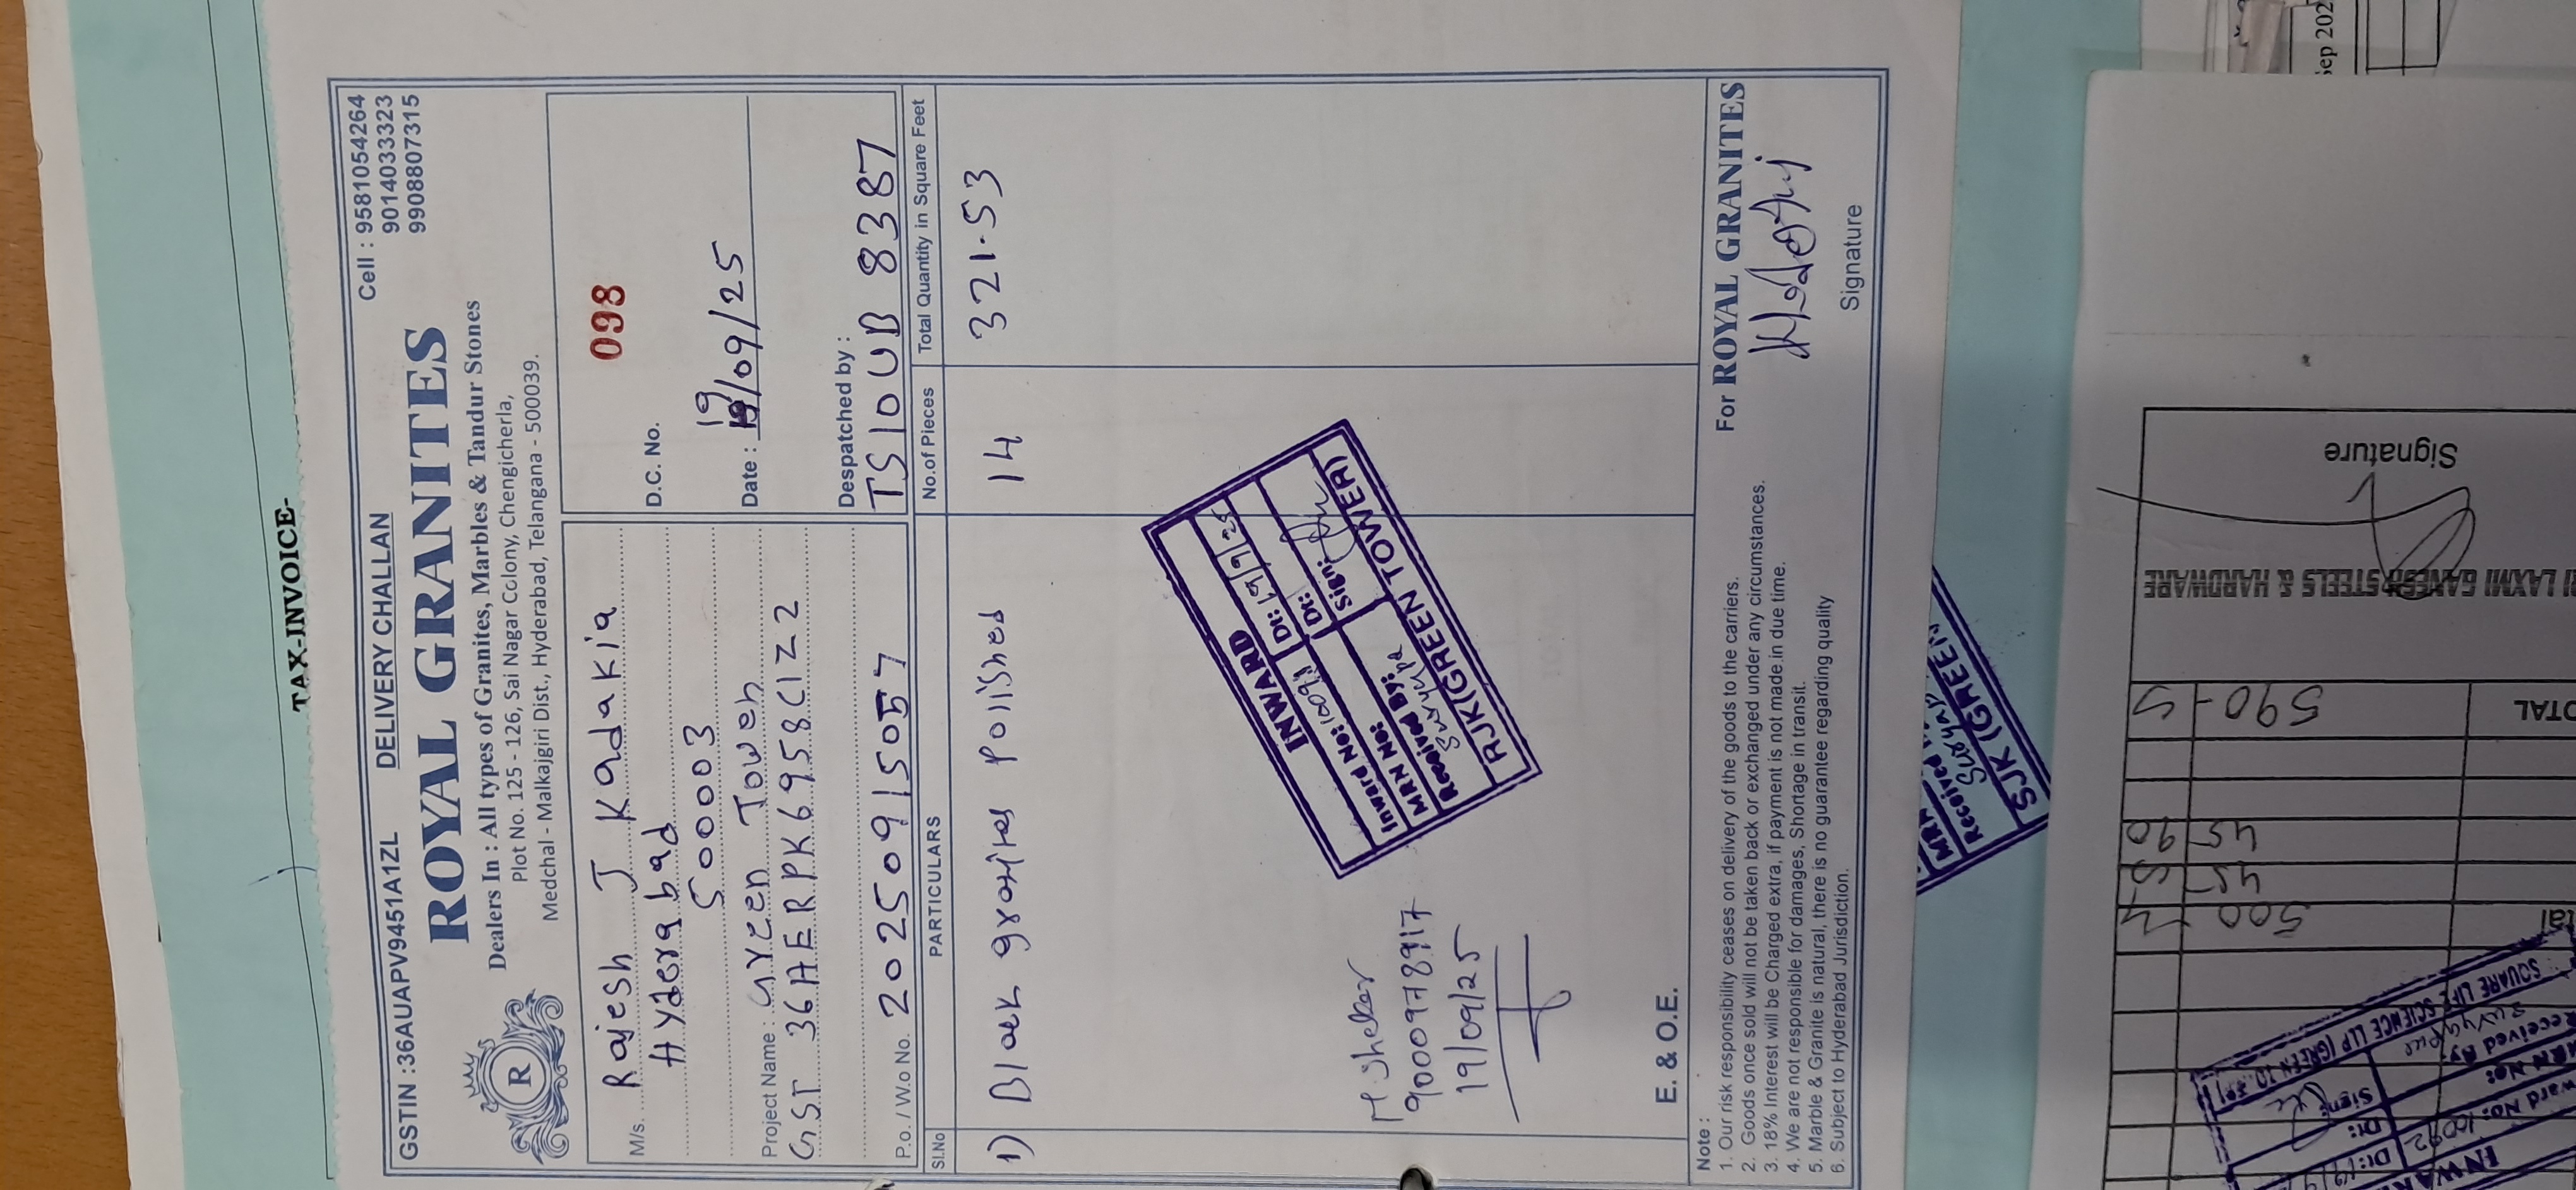 TAX-INVOICE-
GSTIN :36AUAPV9451A1ZL DELIVERY CHALLAN Cell : 9581054264
9014033323
9908807315
ROYAL GRANITES
R
Dealers In : All types of Granites, Marbles & Tandur Stones
Plot No. 125 - 126, Sai Nagar Colony, Chengicherla,
Medchal - Malkajgiri Dist., Hyderabad, Telangana - 500039.
M/s. Rajesh J Kadakia
Hyderabad
500003
Project Name : Green Tower
GST 36AERPK6958C1Z2
P.o. / W.o No. 20250915057
D.C. No. 098
Date : 19/09/25
Despatched by :
TS10UB 8387
Sl.No PARTICULARS No.of Pieces Total Quantity in Square Feet
1) Black granites Polished 14 321.53
INWARD
Inward No: Dt: 19/9/25
MRN No: Dt:
Received By: Sign:
RJK(GREEN TOWER)
M Sheker
9000978917
19/09/25
E. & O.E.
Note :
1. Our risk responsibility ceases on delivery of the goods to the carriers.
2. Goods once sold will not be taken back or exchanged under any circumstances.
3. 18% Interest will be Charged extra, if payment is not made in due time.
4. We are not responsible for damages, Shortage in transit.
5. Marble & Granite is natural, there is no guarantee regarding quality
6. Subject to Hyderabad Jurisdiction.
For ROYAL GRANITES
Signature
Received
SJK (GREEN
Sep 202
Signature
LAXMI GANESH STEELS & HARDWARE
590
45
45
500
SQUARE LIFE SCIENCE LLP
Received By:
Sign:
Dt: